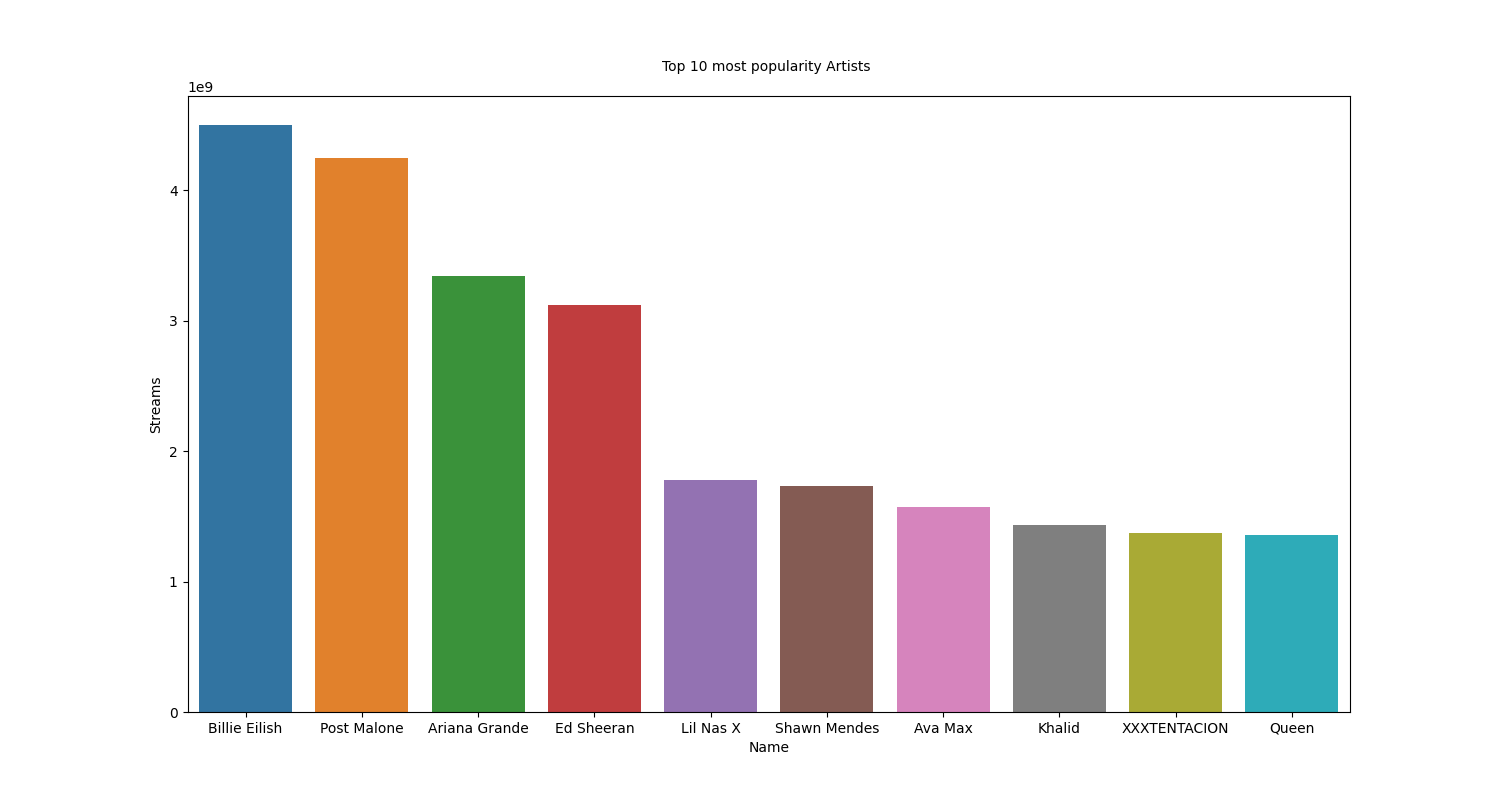 Top 10 most popularity Artists
1e9
4
3
2
1
0
Streams
Billie Eilish Post Malone Ariana Grande Ed Sheeran Lil Nas X Shawn Mendes Ava Max Khalid XXXTENTACION Queen
Name